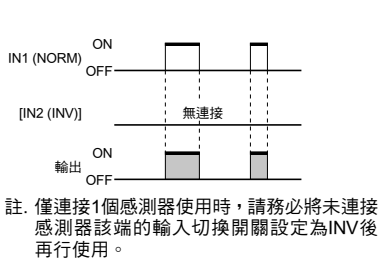 ON
IN1 (NORM)
OFF
[IN2 (INV)]
無連接
ON
輸出
OFF
註. 僅連接1個感測器使用時，請務必將未連接
感測器該端的輸入切換開關設定為INV後
再行使用。